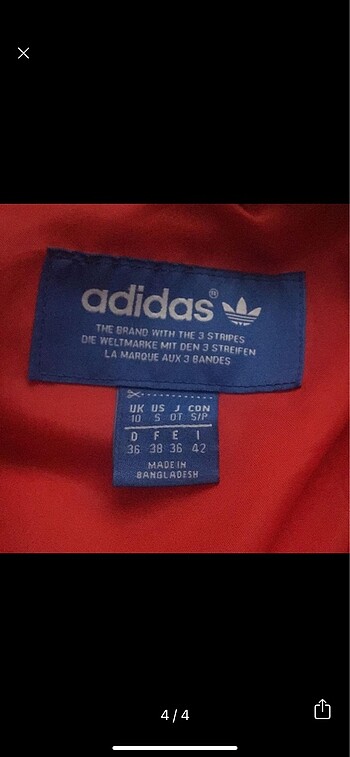 adidas®
THE BRAND WITH THE 3 STRIPES
DIE WELTMARKE MIT DEN 3 STREIFEN
LA MARQUE AUX 3 BANDES
UK US J CON
10 S OT S/P
D F E I
36 38 36 42
MADE IN
BANGLADESH
4/4